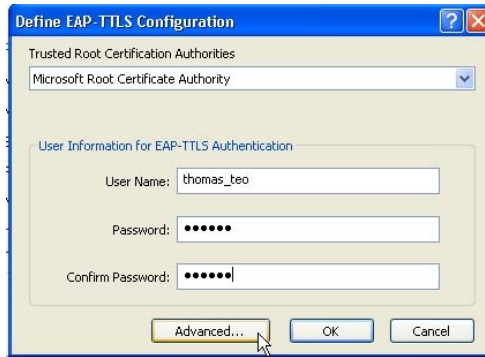 Define EAP-TTLS Configuration
Trusted Root Certification Authorities
Microsoft Root Certificate Authority
User Information for EAP-TTLS Authentication
User Name: thomas_teo
Password: ••••••
Confirm Password: ••••••
Advanced... OK Cancel